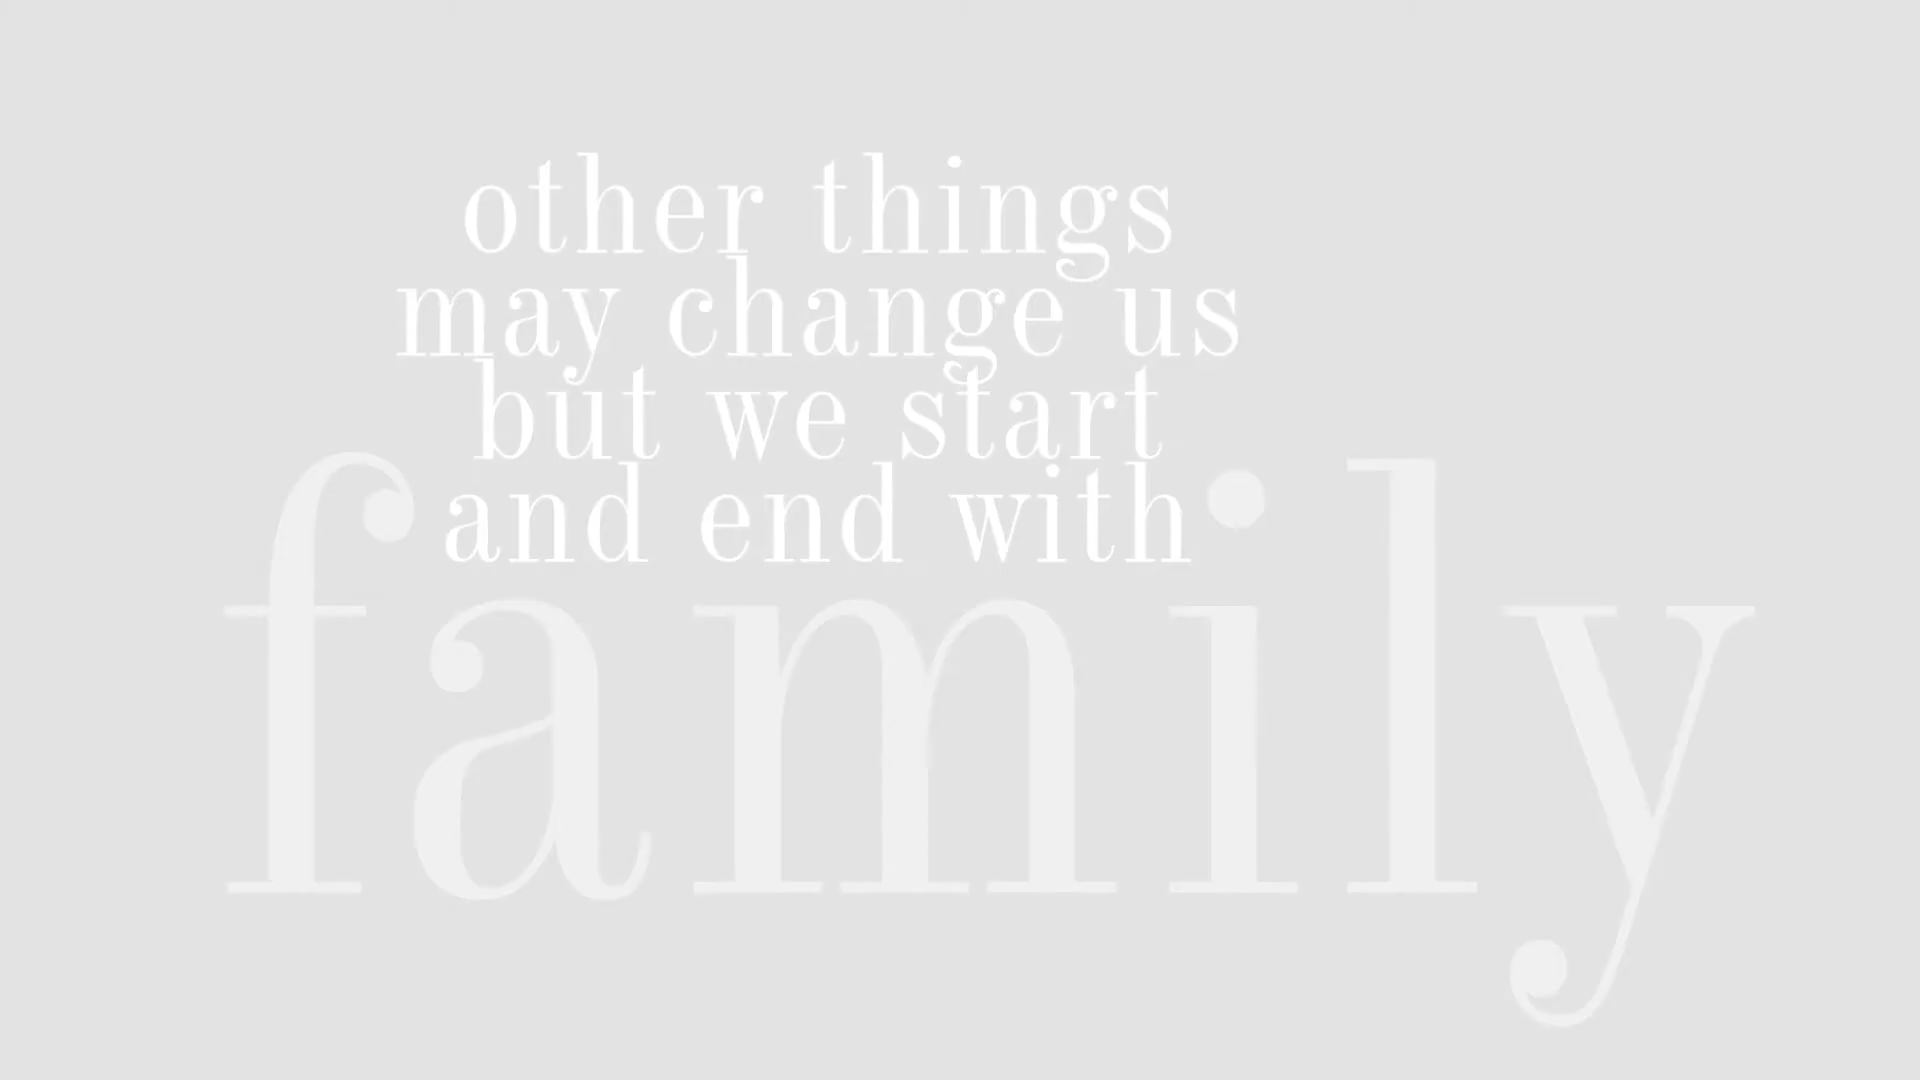 other things
may change us
but we start
and end with
family